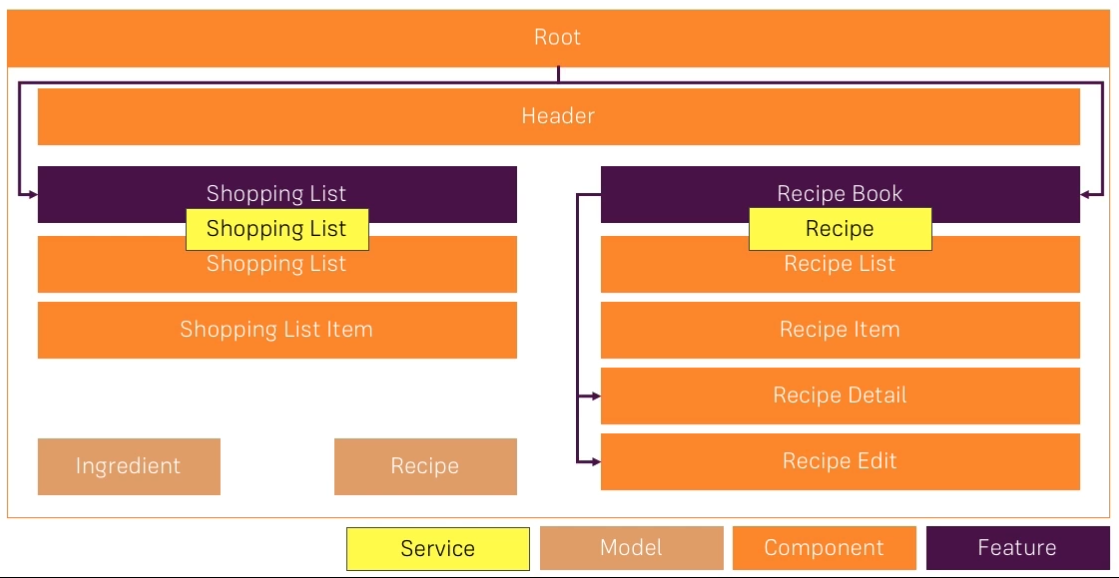 Root
Header
Shopping List
Shopping List
Shopping List
Shopping List Item
Recipe Book
Recipe
Recipe List
Recipe Item
Recipe Detail
Recipe Edit
Ingredient
Recipe
Service
Model
Component
Feature